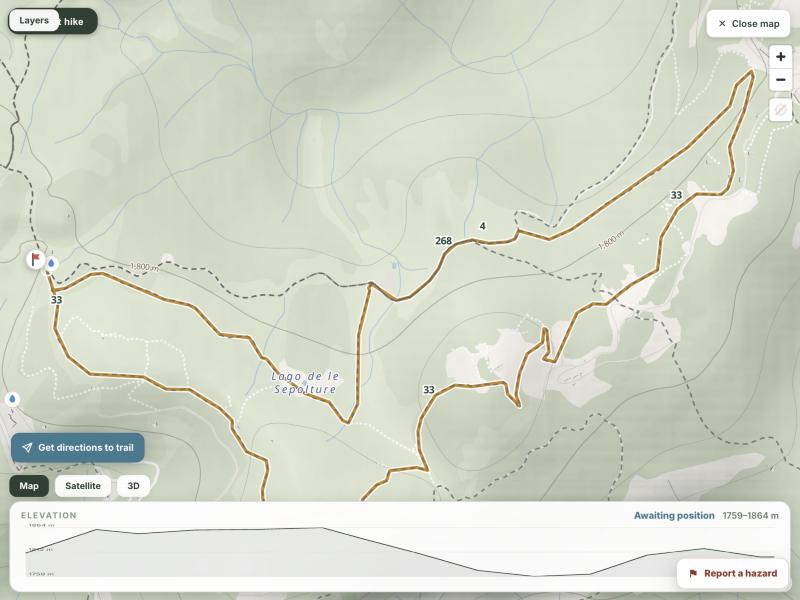 Layers
hike
Close map
+
−
33
4
268
1,800 m
1,800 m
33
Lago de le
Sepolture
33
Get directions to trail
Map
Satellite
3D
ELEVATION
Awaiting position
1759–1864 m
1864 m
1759 m
Report a hazard